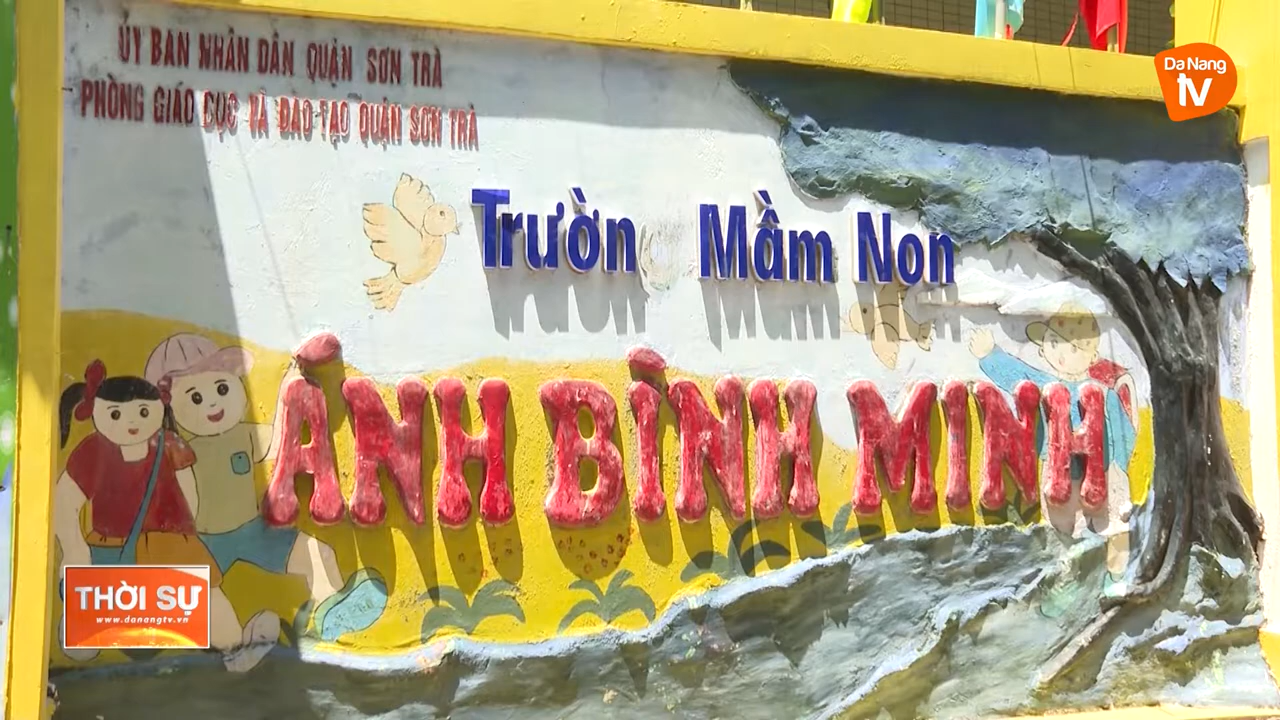 ỦY BAN NHÂN DÂN QUẬN SƠN TRÀ
PHÒNG GIÁO DỤC VÀ ĐÀO TẠO QUẬN SƠN TRÀ
Da Nang
tv
Trườn Mầm Non
ÁNH BÌNH MINH
THỜI SỰ
www.danangtv.vn